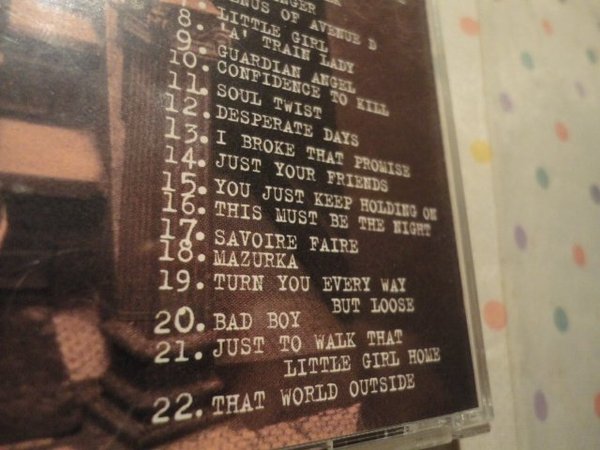 NGER
ENUS OF AVENUE D
7. LITTLE GIRL
8. 'A' TRAIN LADY
9. GUARDIAN ANGEL
10. CONFIDENCE TO KILL
11. SOUL TWIST
12. DESPERATE DAYS
13. I BROKE THAT PROMISE
14. JUST YOUR FRIENDS
15. YOU JUST KEEP HOLDING ON
16. THIS MUST BE THE NIGHT
17. SAVOIRE FAIRE
18. MAZURKA
19. TURN YOU EVERY WAY
BUT LOOSE
20. BAD BOY
21. JUST TO WALK THAT
LITTLE GIRL HOME
22. THAT WORLD OUTSIDE